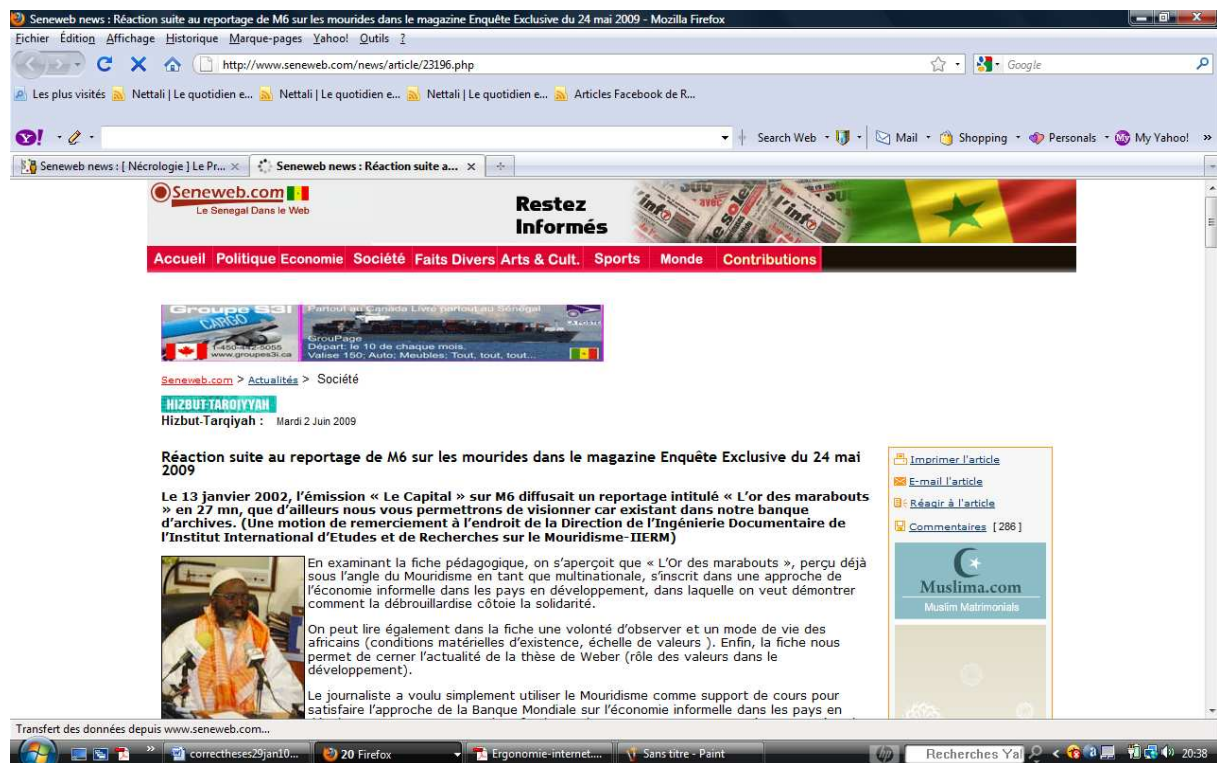 Seneweb news : Réaction suite au reportage de M6 sur les mourides dans le magazine Enquête Exclusive du 24 mai 2009 - Mozilla Firefox
Fichier Édition Affichage Historique Marque-pages Yahoo! Outils ?
http://www.seneweb.com/news/article/23196.php
Google
Les plus visités Nettali | Le quotidien e... Nettali | Le quotidien e... Nettali | Le quotidien e... Articles Facebook de R...
Y! Search Web Mail Shopping Personals My Yahoo! »
Seneweb news : [ Nécrologie ] Le Pr... Seneweb news : Réaction suite a...
Seneweb.com
Le Senegal Dans le Web
Restez
Informés
Accueil Politique Economie Société Faits Divers Arts & Cult. Sports Monde Contributions
Groupe S3I
CARGO
1-450-442-5055
www.groupes3i.ca
Partout au Canada Livre partout au Sénégal
GrouPage
Départ: le 10 de chaque mois.
Valise 150; Auto; Meubles; Tout, tout, tout...
Seneweb.com > Actualités > Société
HIZBUT-TARQIYYAH
Hizbut-Tarqiyah : Mardi 2 Juin 2009
Réaction suite au reportage de M6 sur les mourides dans le magazine Enquête Exclusive du 24 mai
2009
Le 13 janvier 2002, l'émission « Le Capital » sur M6 diffusait un reportage intitulé « L'or des marabouts
» en 27 mn, que d'ailleurs nous vous permettrons de visionner car existant dans notre banque
d'archives. (Une motion de remerciement à l'endroit de la Direction de l'Ingénierie Documentaire de
l'Institut International d'Etudes et de Recherches sur le Mouridisme-IIERM)
En examinant la fiche pédagogique, on s'aperçoit que « L'Or des marabouts », perçu déjà
sous l'angle du Mouridisme en tant que multinationale, s'inscrit dans une approche de
l'économie informelle dans les pays en développement, dans laquelle on veut démontrer
comment la débrouillardise côtoie la solidarité.
On peut lire également dans la fiche une volonté d'observer et un mode de vie des
africains (conditions matérielles d'existence, échelle de valeurs ). Enfin, la fiche nous
permet de cerner l'actualité de la thèse de Weber (rôle des valeurs dans le
développement).
Le journaliste a voulu simplement utiliser le Mouridisme comme support de cours pour
satisfaire l'approche de la Banque Mondiale sur l'économie informelle dans les pays en
Imprimer l'article
E-mail l'article
Réagir à l'article
Commentaires [ 286 ]
Muslima.com
Muslim Matrimonials
Transfert des données depuis www.seneweb.com...
correctheses29jan10... 20 Firefox Ergonomie-internet.... Sans titre - Paint hp Recherches Ya 20:38